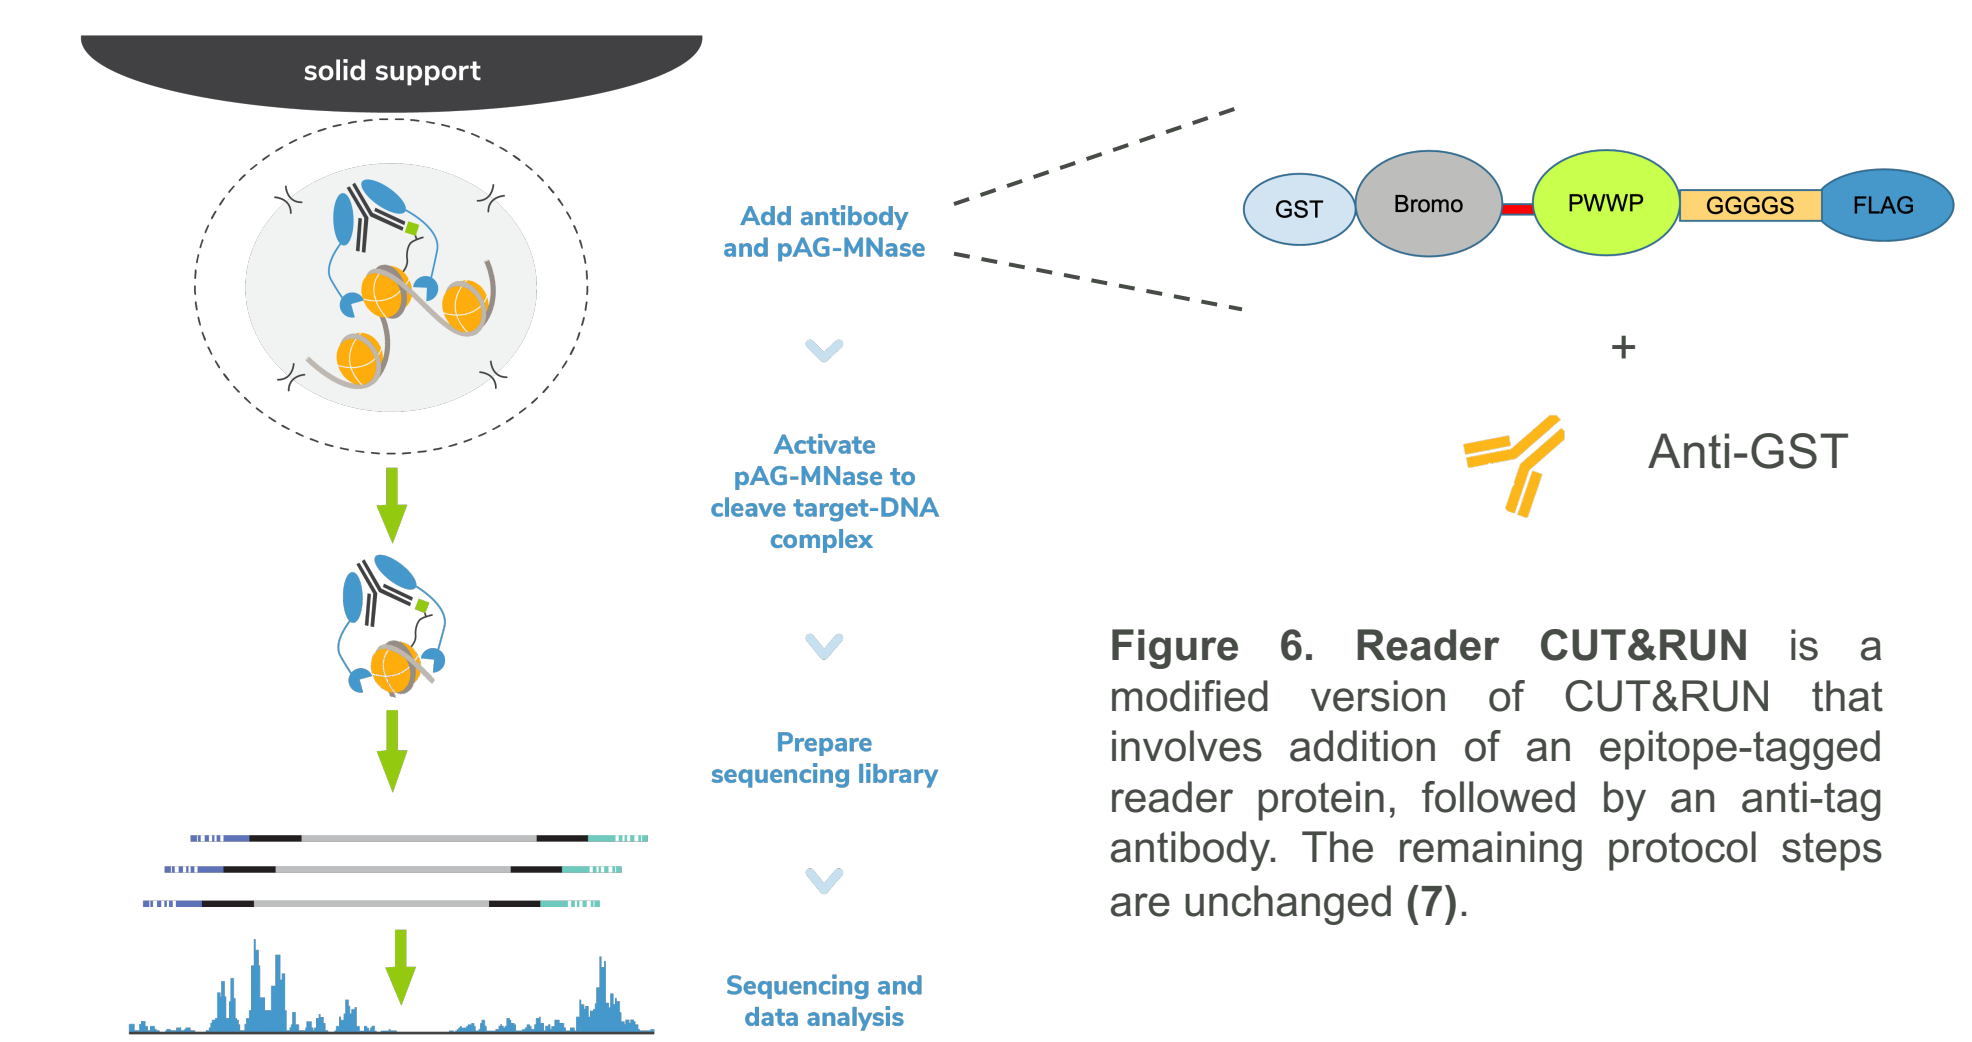 solid support
Add antibody
and pAG-MNase
Activate
pAG-MNase to
cleave target-DNA
complex
Prepare
sequencing library
Sequencing and
data analysis
GST
Bromo
PWWP
GGGGS
FLAG
+
Anti-GST
Figure 6. Reader CUT&RUN is a
modified version of CUT&RUN that
involves addition of an epitope-tagged
reader protein, followed by an anti-tag
antibody. The remaining protocol steps
are unchanged (7).